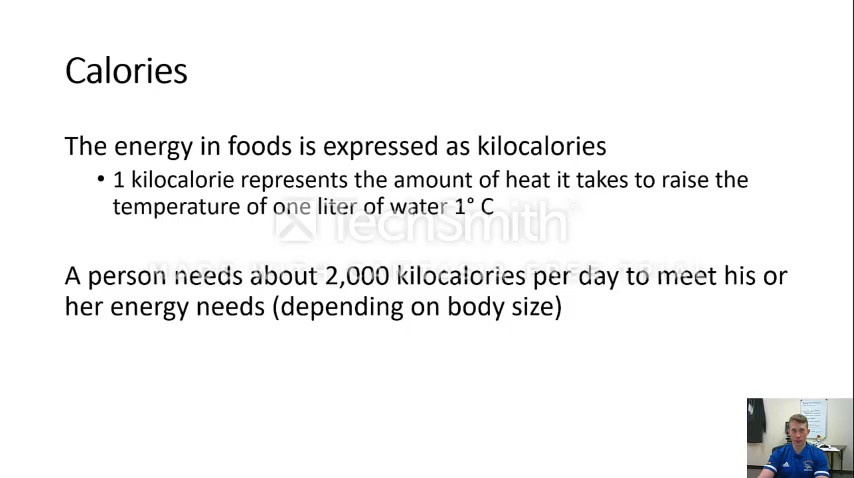 Calories
The energy in foods is expressed as kilocalories
• 1 kilocalorie represents the amount of heat it takes to raise the
temperature of one liter of water 1° C
TechSmith
A person needs about 2,000 kilocalories per day to meet his or
her energy needs (depending on body size)